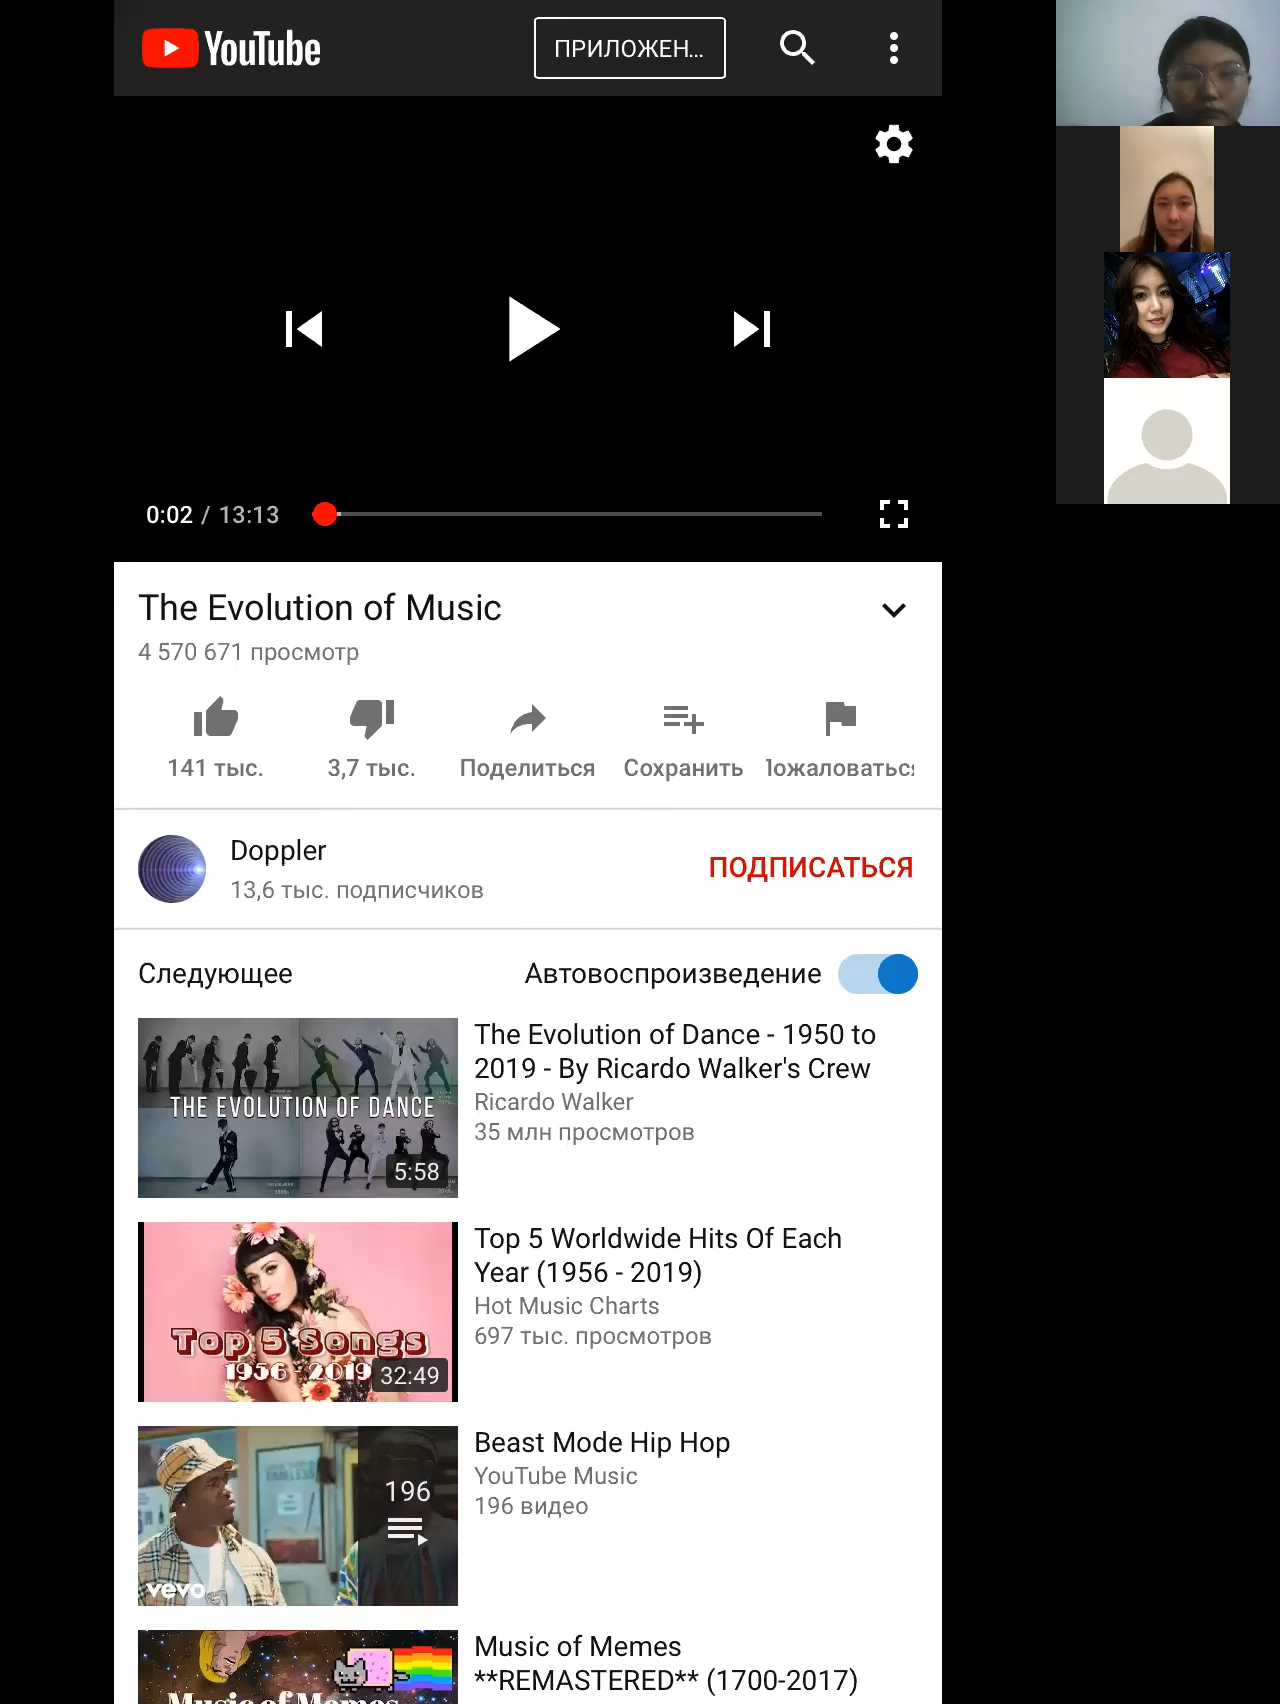 YouTube
ПРИЛОЖЕН...
0:02 / 13:13
The Evolution of Music
4 570 671 просмотр
141 тыс.
3,7 тыс.
Поделиться
Сохранить
Пожаловаться
Doppler
13,6 тыс. подписчиков
ПОДПИСАТЬСЯ
Следующее
Автовоспроизведение
THE EVOLUTION OF DANCE
5:58
The Evolution of Dance - 1950 to
2019 - By Ricardo Walker's Crew
Ricardo Walker
35 млн просмотров
Top 5 Songs
1956 - 2019
32:49
Top 5 Worldwide Hits Of Each
Year (1956 - 2019)
Hot Music Charts
697 тыс. просмотров
196
vevo
Beast Mode Hip Hop
YouTube Music
196 видео
Music of Memes
Music of Memes
**REMASTERED** (1700-2017)